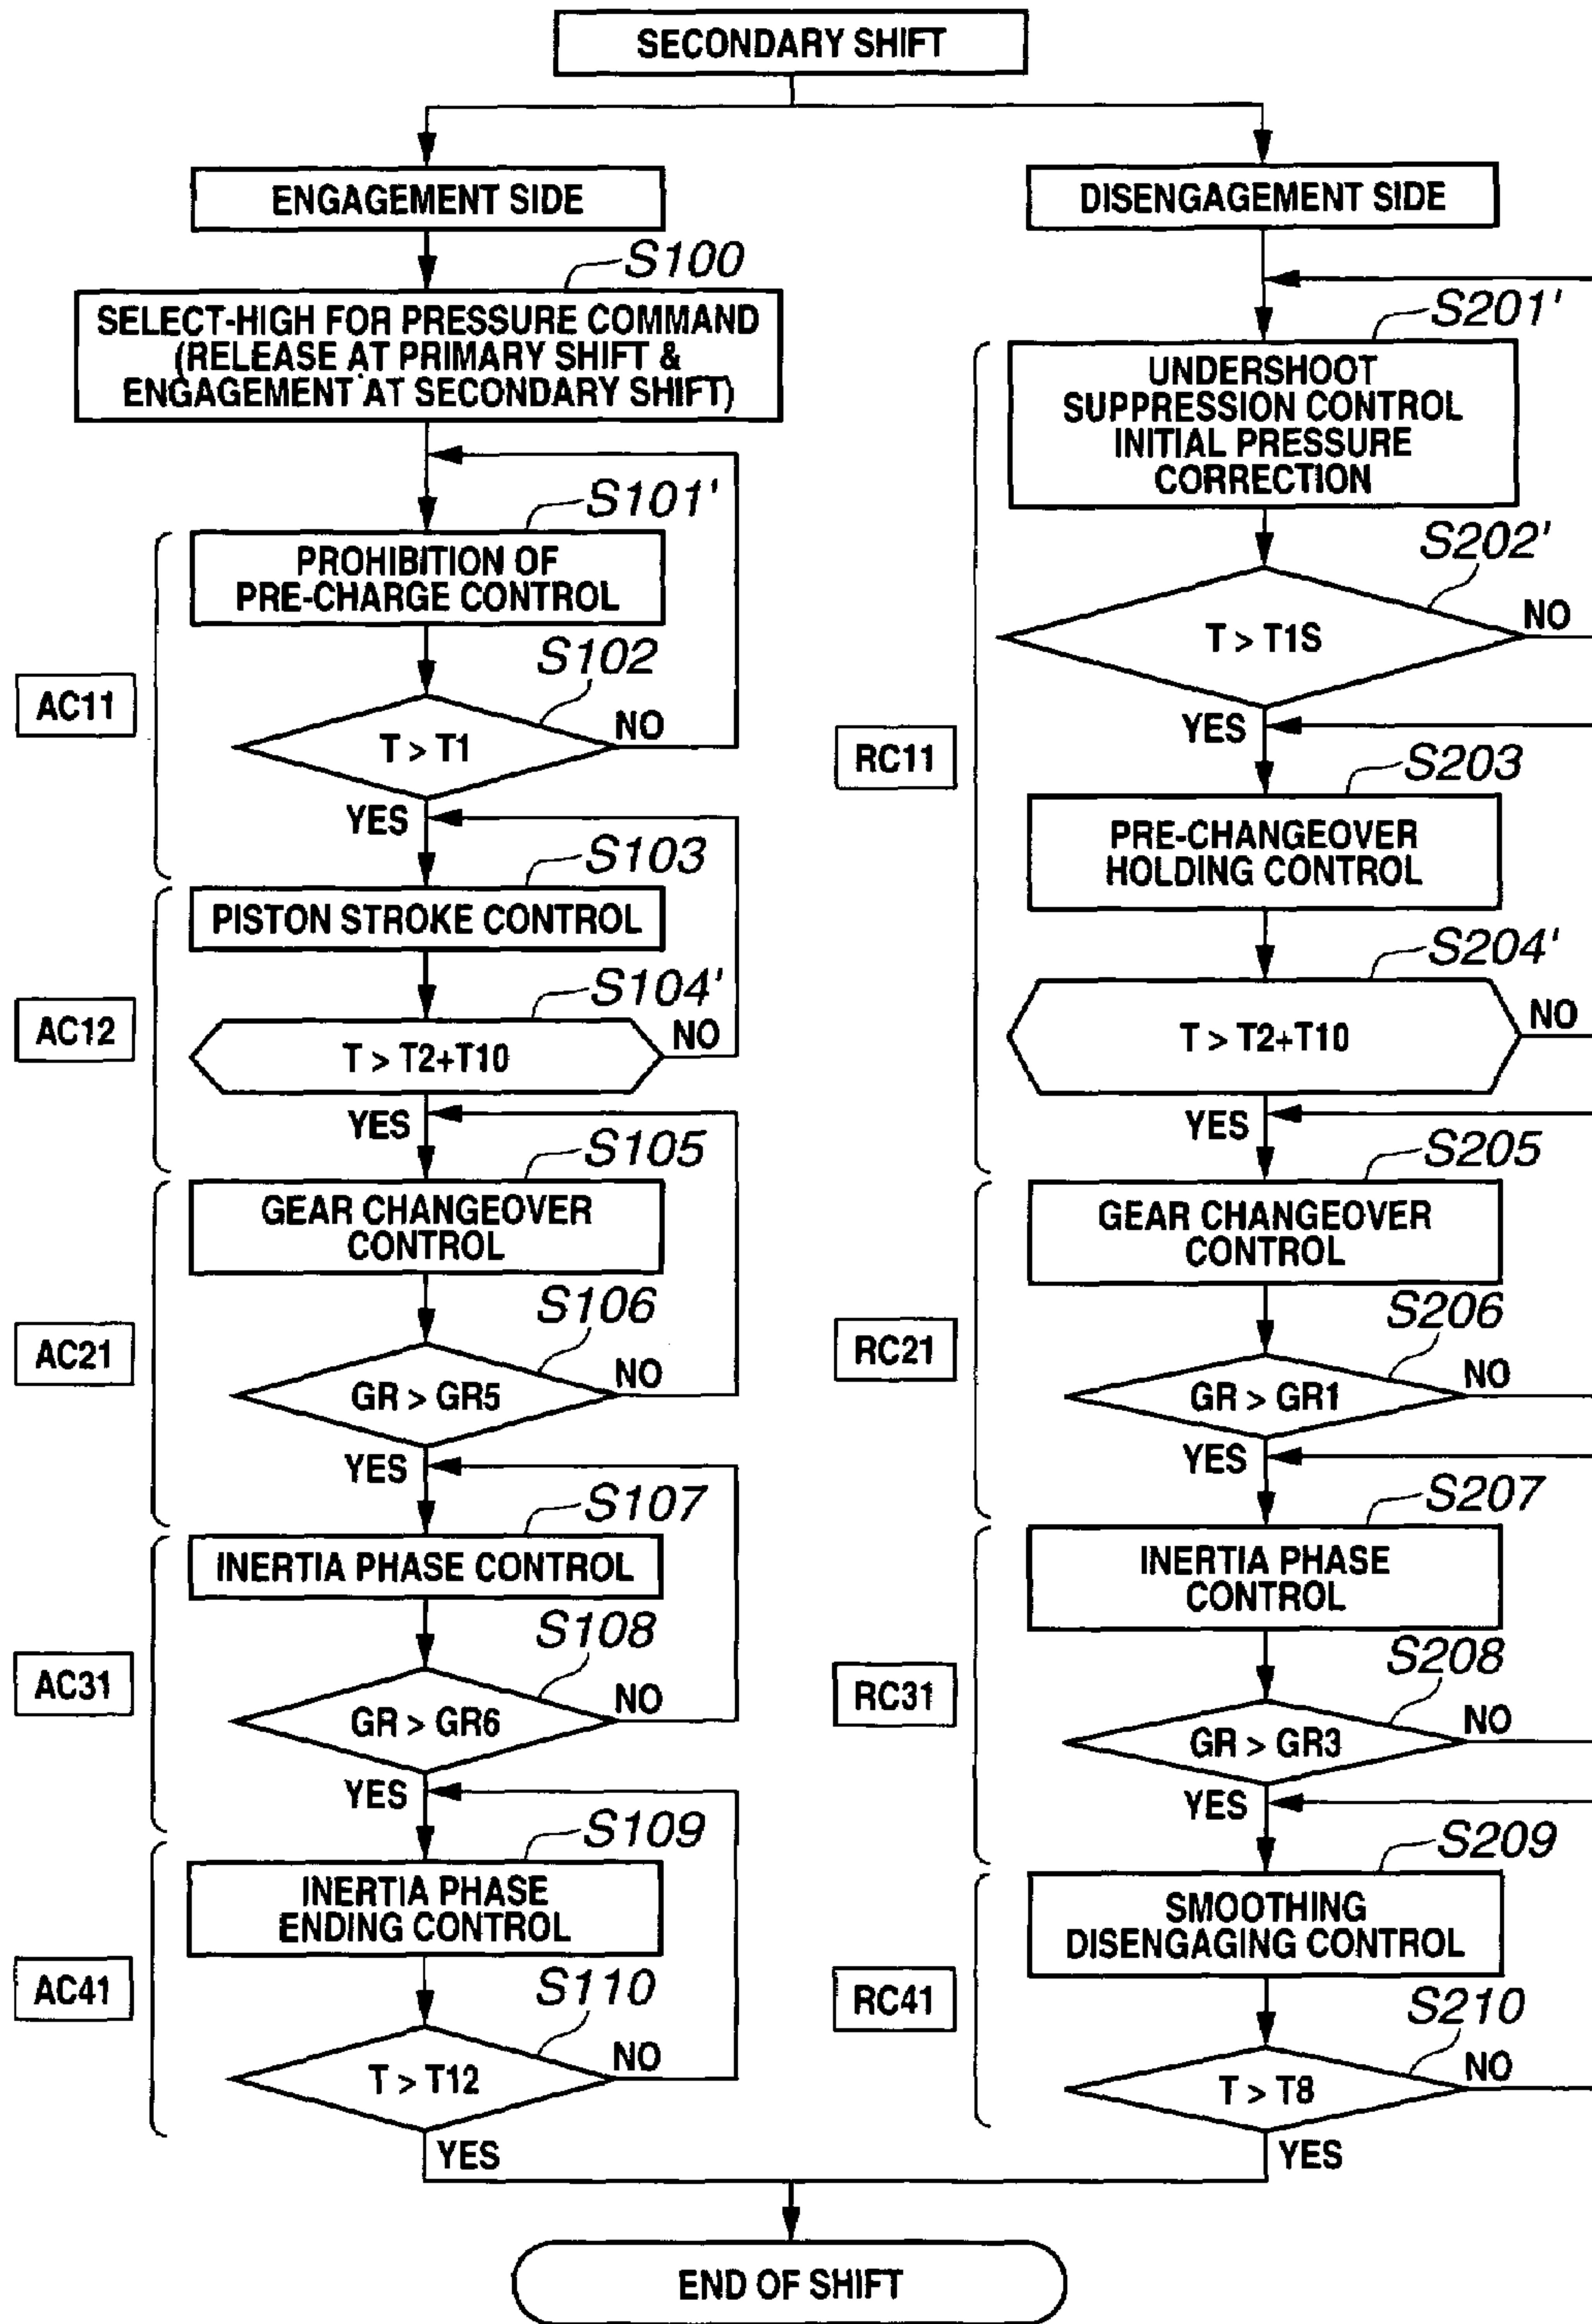 SECONDARY SHIFT
ENGAGEMENT SIDE
S100
SELECT-HIGH FOR PRESSURE COMMAND
(RELEASE AT PRIMARY SHIFT &
ENGAGEMENT AT SECONDARY SHIFT)
S101'
PROHIBITION OF
PRE-CHARGE CONTROL
S102
AC11
T > T1
NO
YES
S103
PISTON STROKE CONTROL
S104'
AC12
T > T2+T10
NO
YES
S105
GEAR CHANGEOVER
CONTROL
S106
AC21
GR > GR5
NO
YES
S107
INERTIA PHASE CONTROL
S108
AC31
GR > GR6
NO
YES
S109
INERTIA PHASE
ENDING CONTROL
S110
AC41
T > T12
NO
YES
DISENGAGEMENT SIDE
S201'
UNDERSHOOT
SUPPRESSION CONTROL
INITIAL PRESSURE
CORRECTION
S202'
T > T1S
NO
YES
RC11
S203
PRE-CHANGEOVER
HOLDING CONTROL
S204'
T > T2+T10
NO
YES
S205
GEAR CHANGEOVER
CONTROL
S206
RC21
GR > GR1
NO
YES
S207
INERTIA PHASE
CONTROL
S208
RC31
GR > GR3
NO
YES
S209
SMOOTHING
DISENGAGING CONTROL
S210
RC41
T > T8
NO
YES
END OF SHIFT